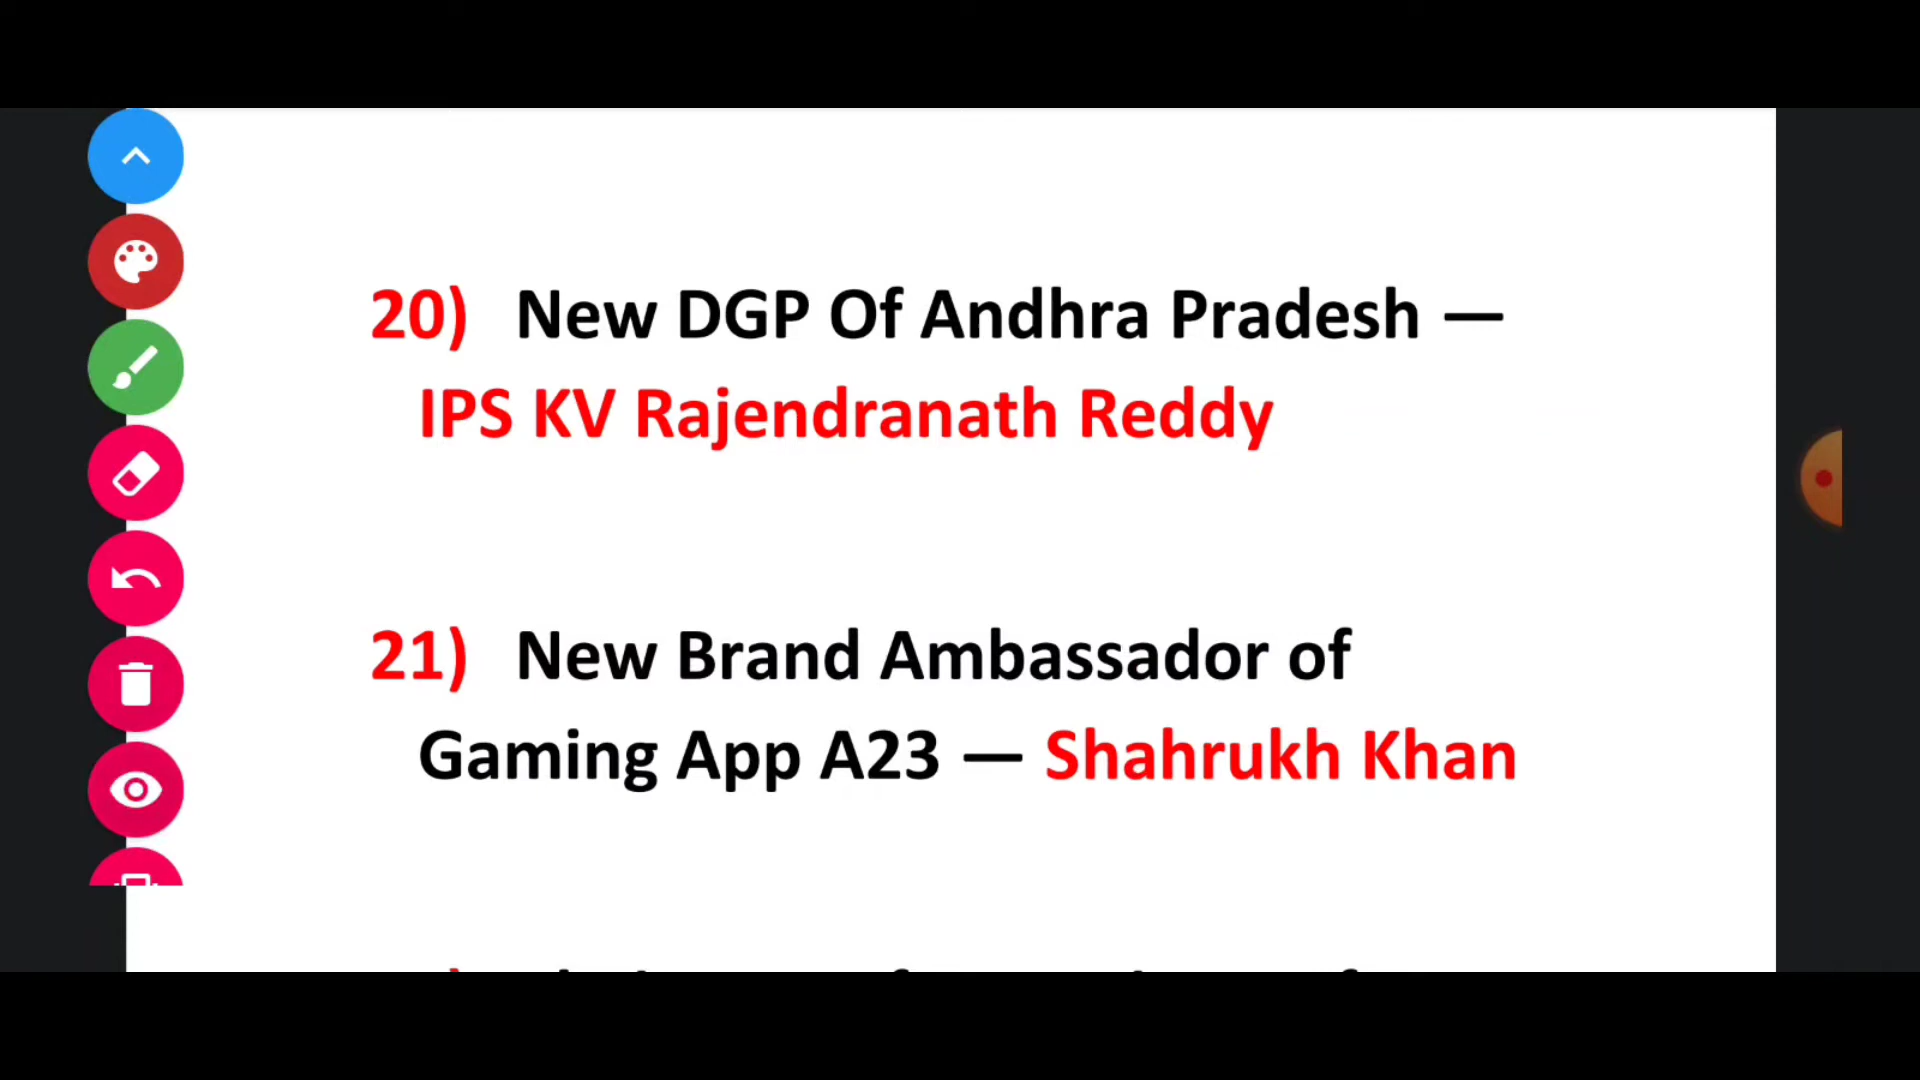 20) New DGP Of Andhra Pradesh —
IPS KV Rajendranath Reddy
21) New Brand Ambassador of
Gaming App A23 — Shahrukh Khan